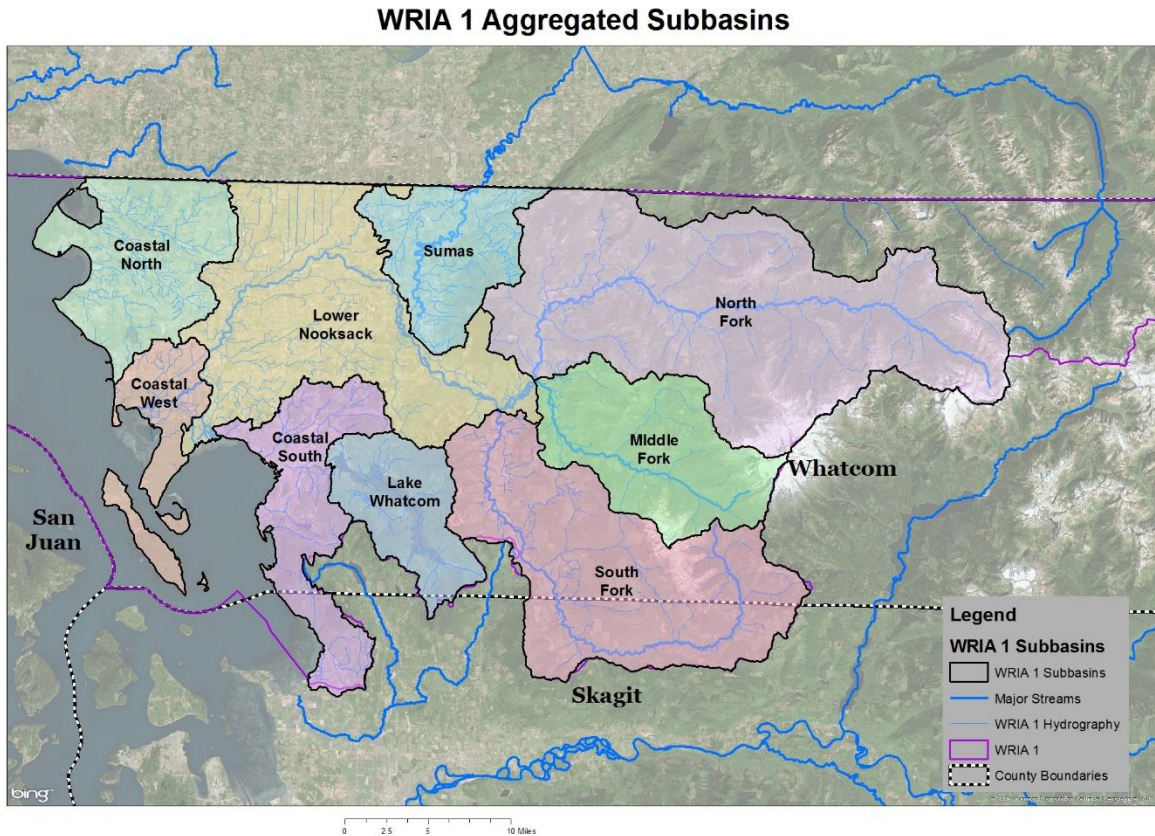 WRIA 1 Aggregated Subbasins
Coastal
North
Sumas
Lower
Nooksack
North
Fork
Coastal
West
Coastal
South
Middle
Fork
Whatcom
Lake
Whatcom
San
Juan
South
Fork
Skagit
Legend
WRIA 1 Subbasins
WRIA 1 Subbasins
Major Streams
WRIA 1 Hydrography
WRIA 1
County Boundaries
bing
0 2.5 5 10 Miles